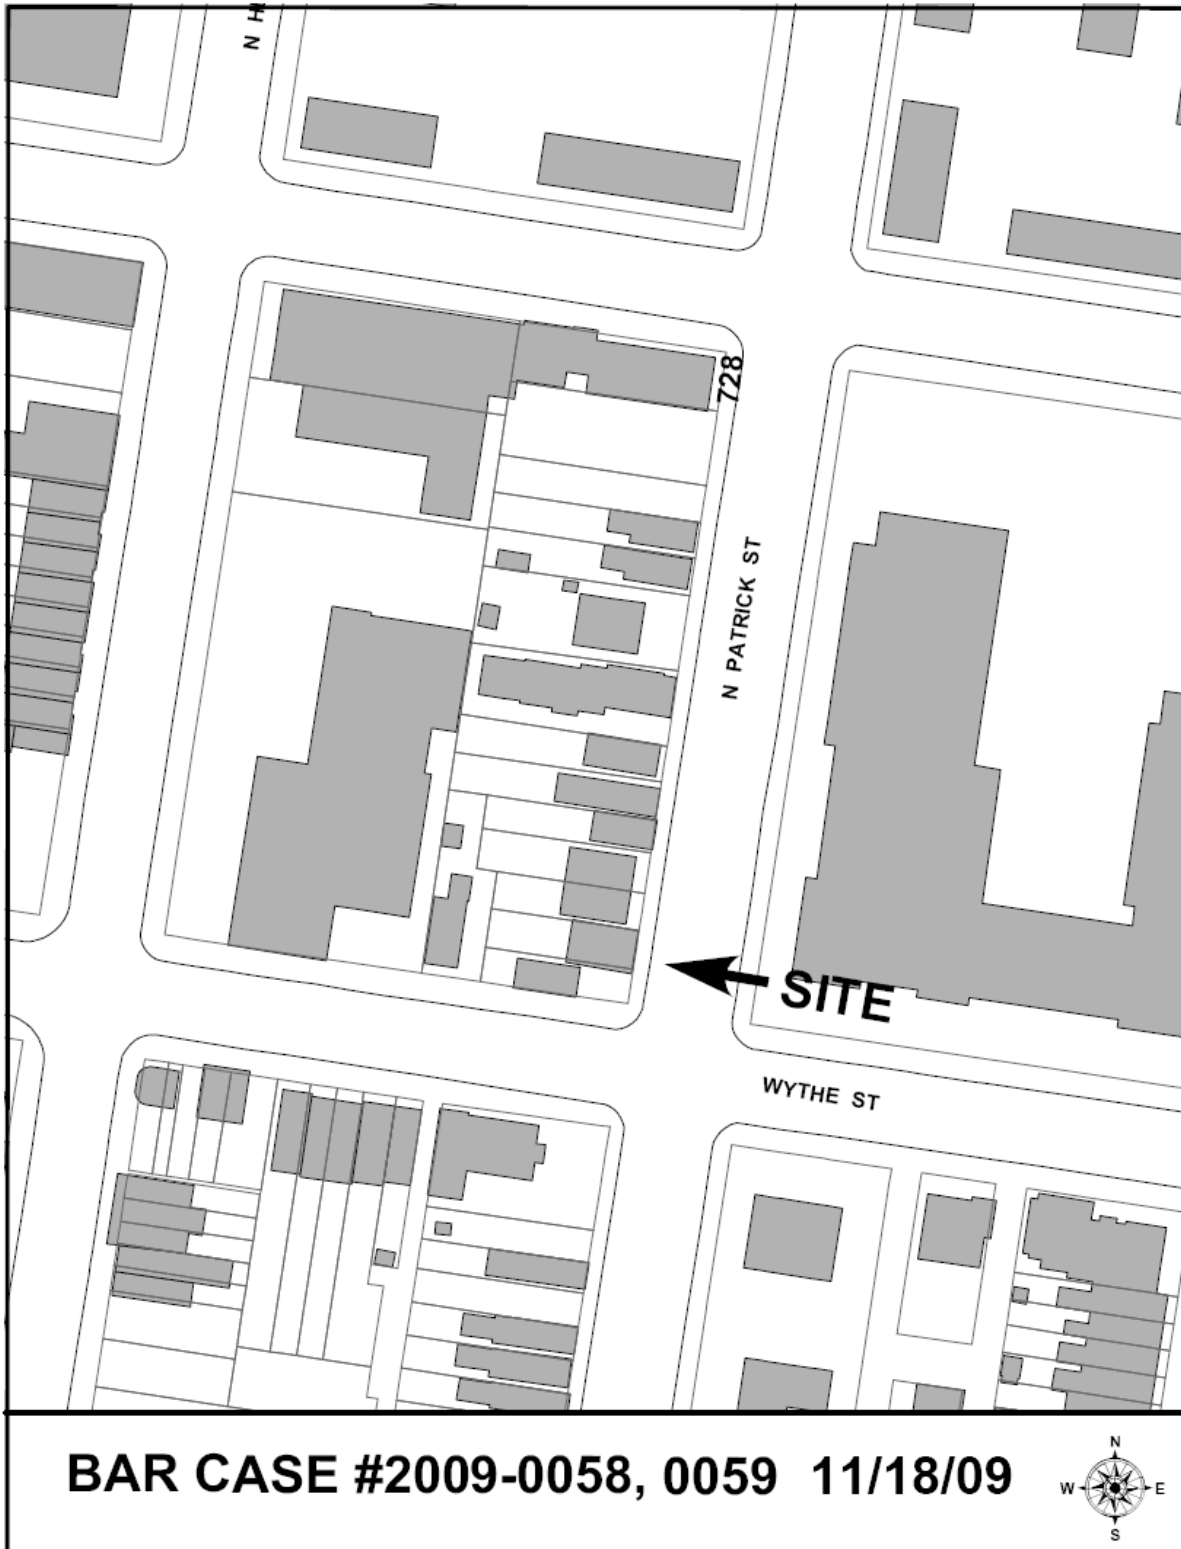 N H
728
N PATRICK ST
SITE
WYTHE ST
BAR CASE #2009-0058, 0059 11/18/09
N
W E
S